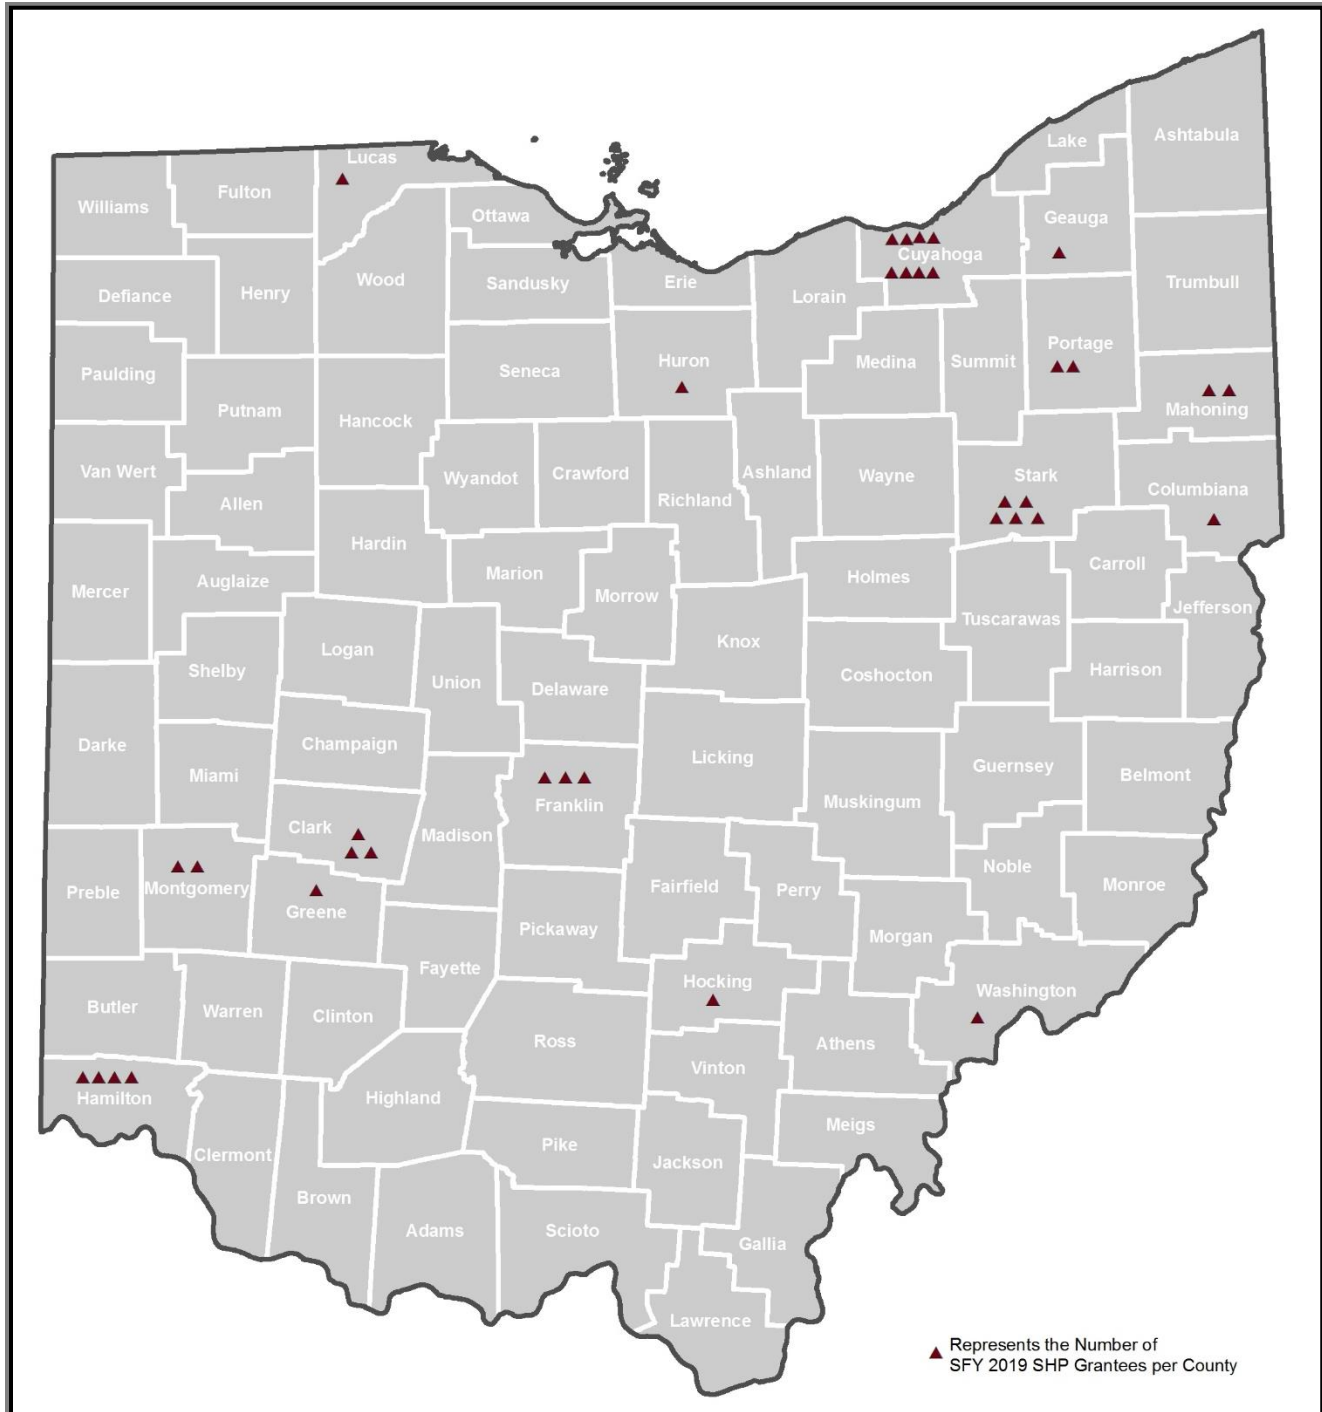 Lake
Ashtabula
Lucas
Fulton
Williams
Ottawa
Geauga
Cuyahoga
Wood
Sandusky
Erie
Trumbull
Defiance
Henry
Lorain
Portage
Huron
Medina
Summit
Seneca
Paulding
Putnam
Mahoning
Hancock
Van Wert
Wyandot
Crawford
Ashland
Wayne
Stark
Columbiana
Richland
Allen
Hardin
Marion
Carroll
Auglaize
Holmes
Mercer
Morrow
Jefferson
Tuscarawas
Knox
Logan
Shelby
Harrison
Coshocton
Union
Delaware
Darke
Champaign
Licking
Guernsey
Miami
Belmont
Franklin
Muskingum
Clark
Madison
Noble
Montgomery
Preble
Fairfield
Perry
Monroe
Greene
Pickaway
Morgan
Fayette
Hocking
Washington
Butler
Warren
Clinton
Ross
Athens
Vinton
Hamilton
Highland
Meigs
Pike
Clermont
Jackson
Brown
Adams
Scioto
Gallia
Lawrence
Represents the Number of
SFY 2019 SHP Grantees per County